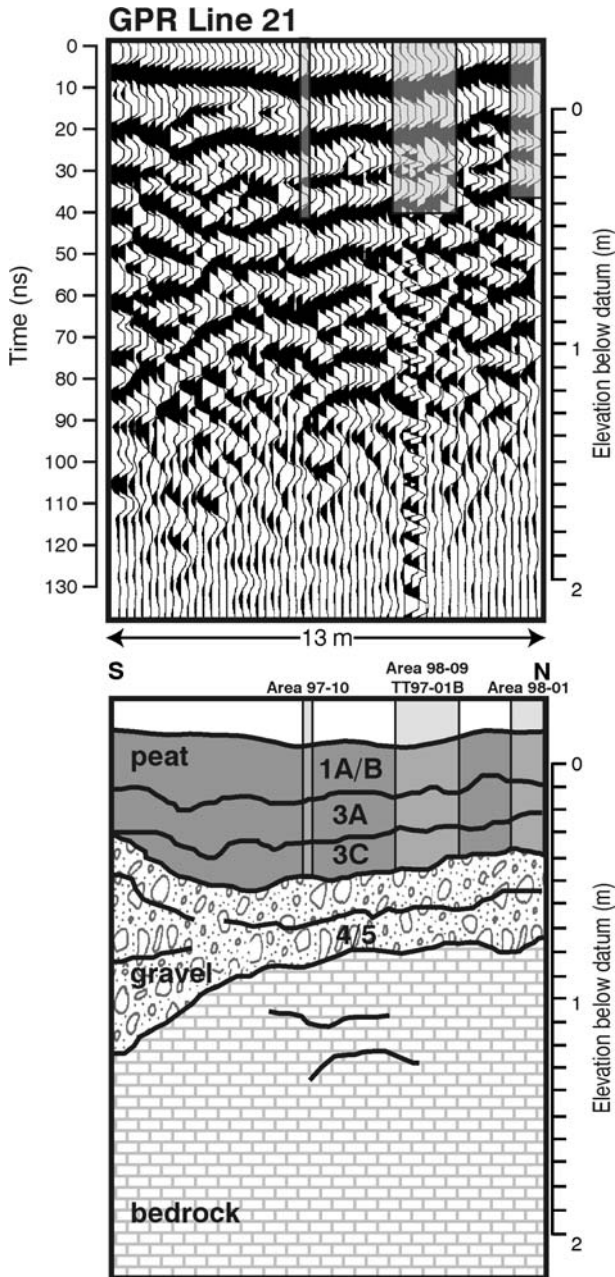 GPR Line 21
0
10
20
30
40
50
60
70
80
90
100
110
120
130
Time (ns)
0
1
2
Elevation below datum (m)
13 m
S
N
Area 97-10
Area 98-09
TT97-01B
Area 98-01
peat
1A/B
3A
3C
4/5
gravel
bedrock
0
1
2
Elevation below datum (m)